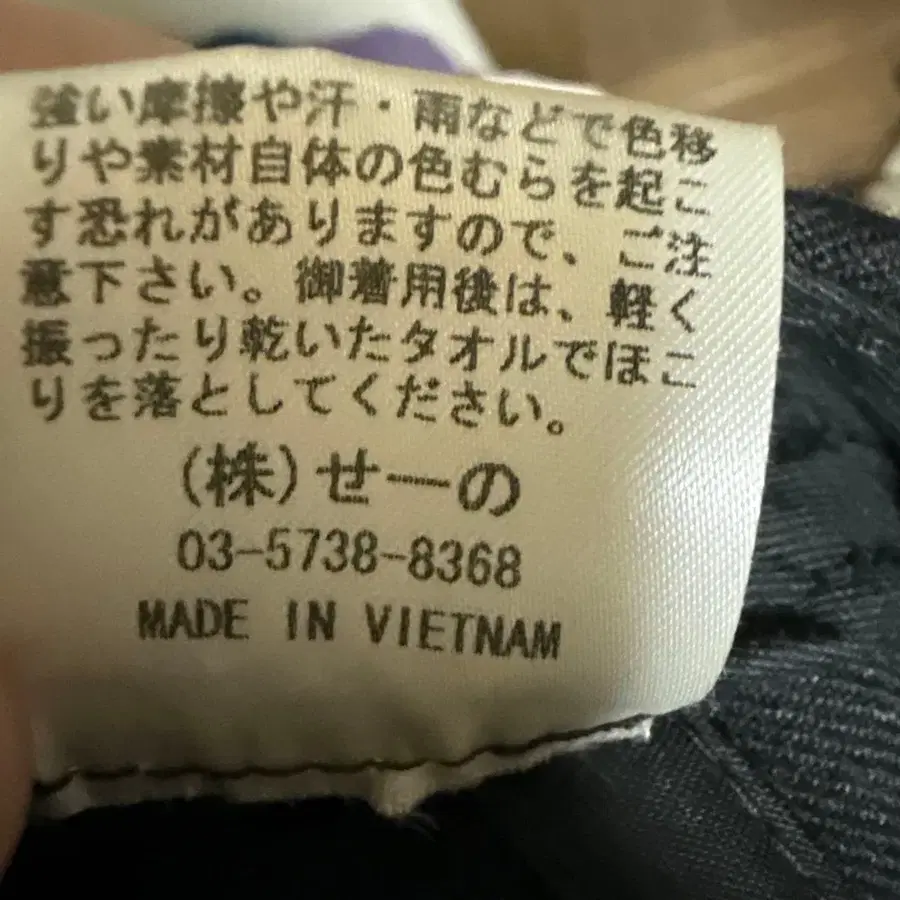 強い摩擦や汗・雨などで色移
りや素材自体の色むらを起こ
す恐れがありますので、ご注
意下さい。御着用後は、軽く
振ったり乾いたタオルでほこ
りを落としてください。
(株)せーの
03-5738-8368
MADE IN VIETNAM